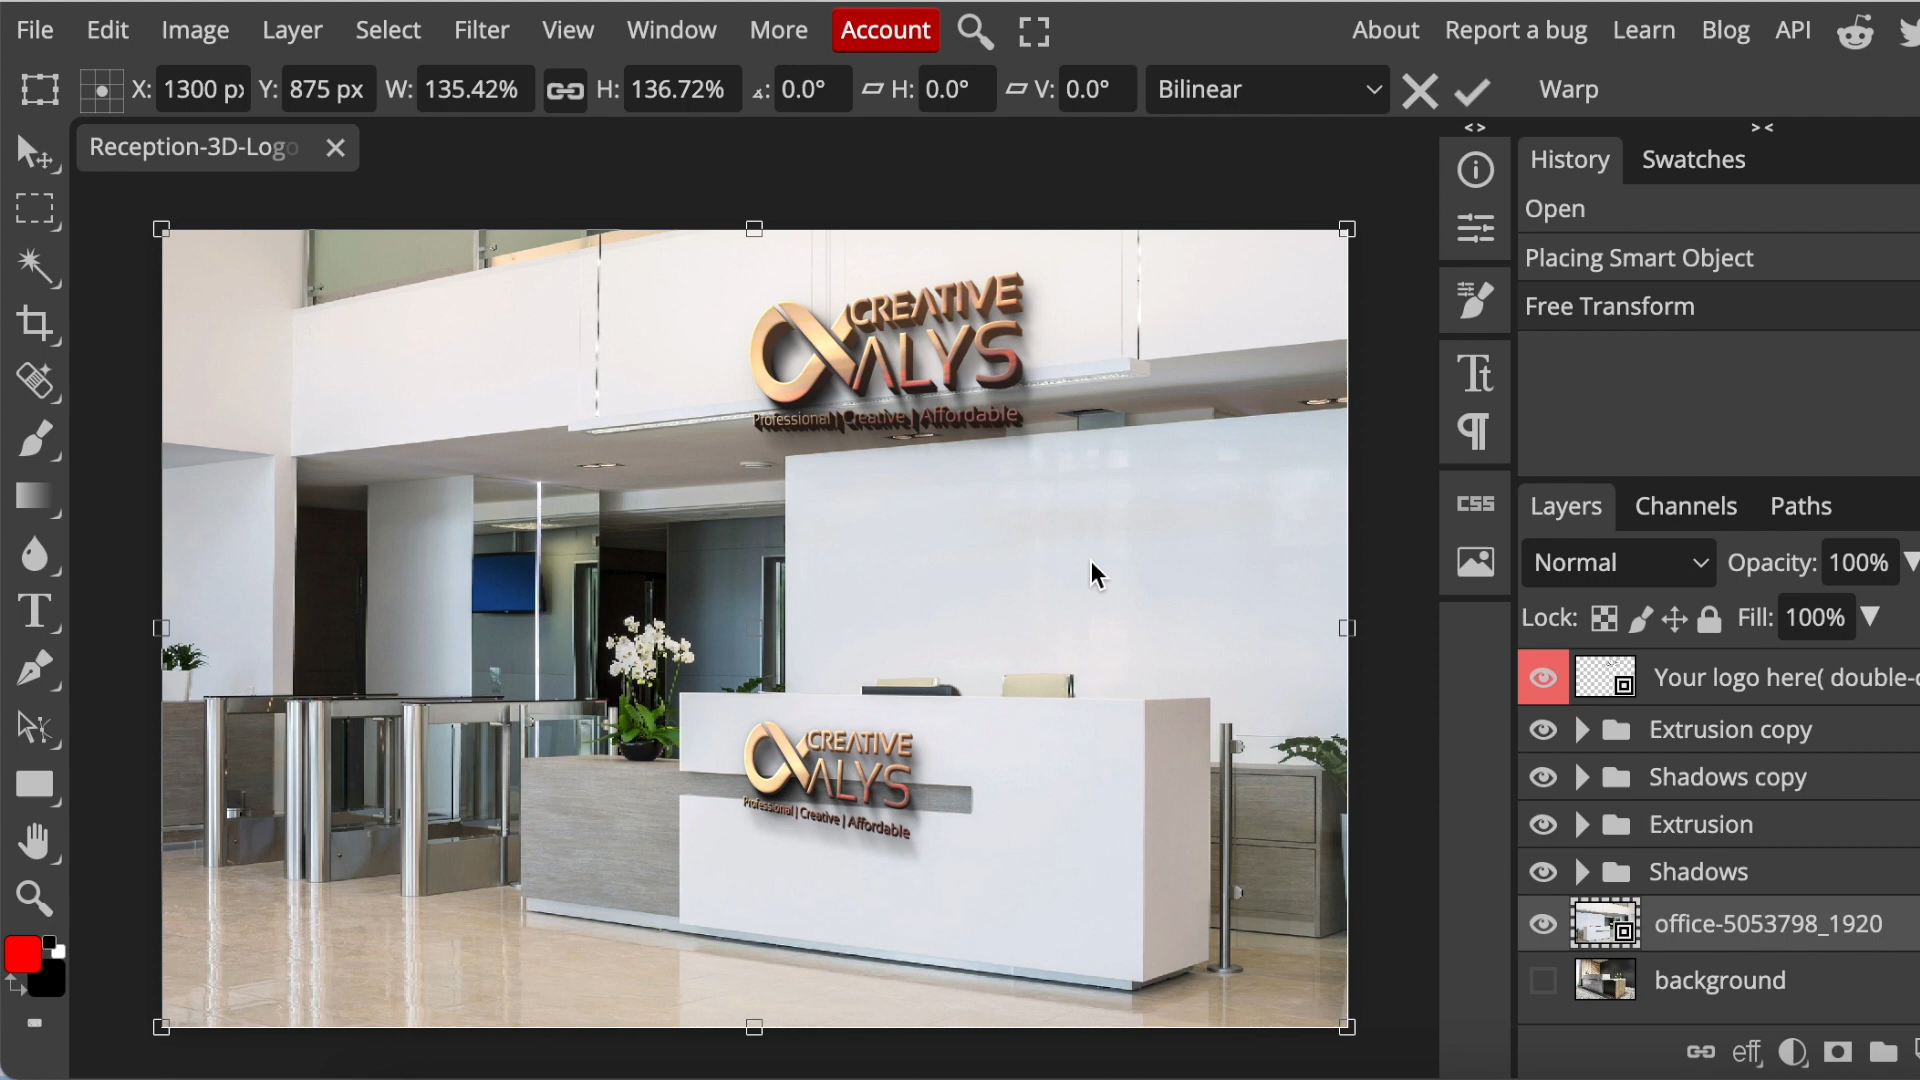 File Edit Image Layer Select Filter View Window More Account About Report a bug Learn Blog API
X: 1300 px Y: 875 px W: 135.42% H: 136.72% ⦟: 0.0° H: 0.0° V: 0.0° Bilinear Warp
Reception-3D-Logo
<> ><
History Swatches
Open
Placing Smart Object
Free Transform
CREATIVE
ALYS
Professional | Creative | Affordable
CREATIVE
ALYS
Professional | Creative | Affordable
CSS
Layers Channels Paths
Normal Opacity: 100%
Lock: Fill: 100%
Your logo here( double-c
Extrusion copy
Shadows copy
Extrusion
Shadows
office-5053798_1920
background
eff